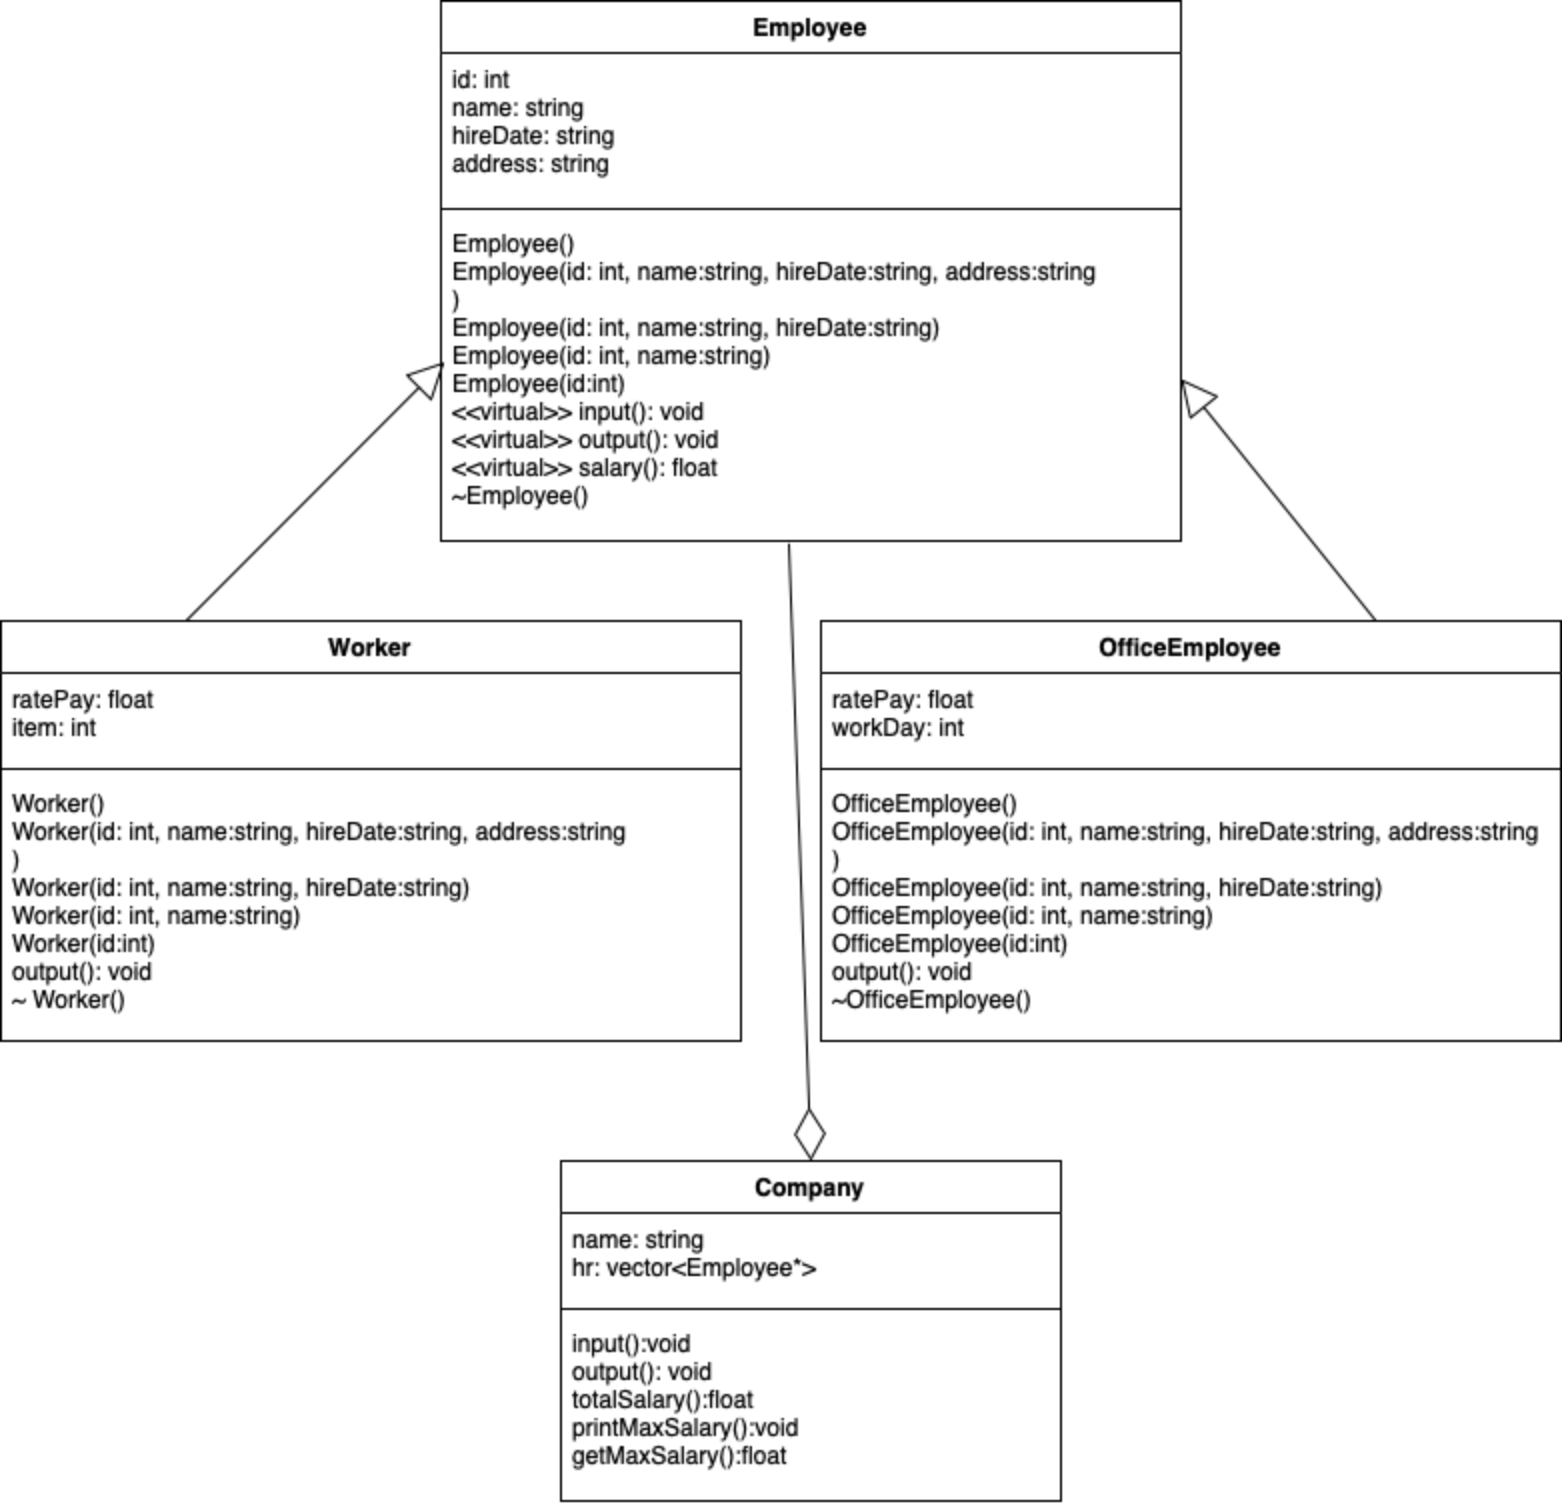 Employee
id: int
name: string
hireDate: string
address: string
Employee()
Employee(id: int, name:string, hireDate:string, address:string
)
Employee(id: int, name:string, hireDate:string)
Employee(id: int, name:string)
Employee(id:int)
<<virtual>> input(): void
<<virtual>> output(): void
<<virtual>> salary(): float
~Employee()
Worker
ratePay: float
item: int
Worker()
Worker(id: int, name:string, hireDate:string, address:string
)
Worker(id: int, name:string, hireDate:string)
Worker(id: int, name:string)
Worker(id:int)
output(): void
~ Worker()
OfficeEmployee
ratePay: float
workDay: int
OfficeEmployee()
OfficeEmployee(id: int, name:string, hireDate:string, address:string
)
OfficeEmployee(id: int, name:string, hireDate:string)
OfficeEmployee(id: int, name:string)
OfficeEmployee(id:int)
output(): void
~OfficeEmployee()
Company
name: string
hr: vector<Employee*>
input():void
output(): void
totalSalary():float
printMaxSalary():void
getMaxSalary():float